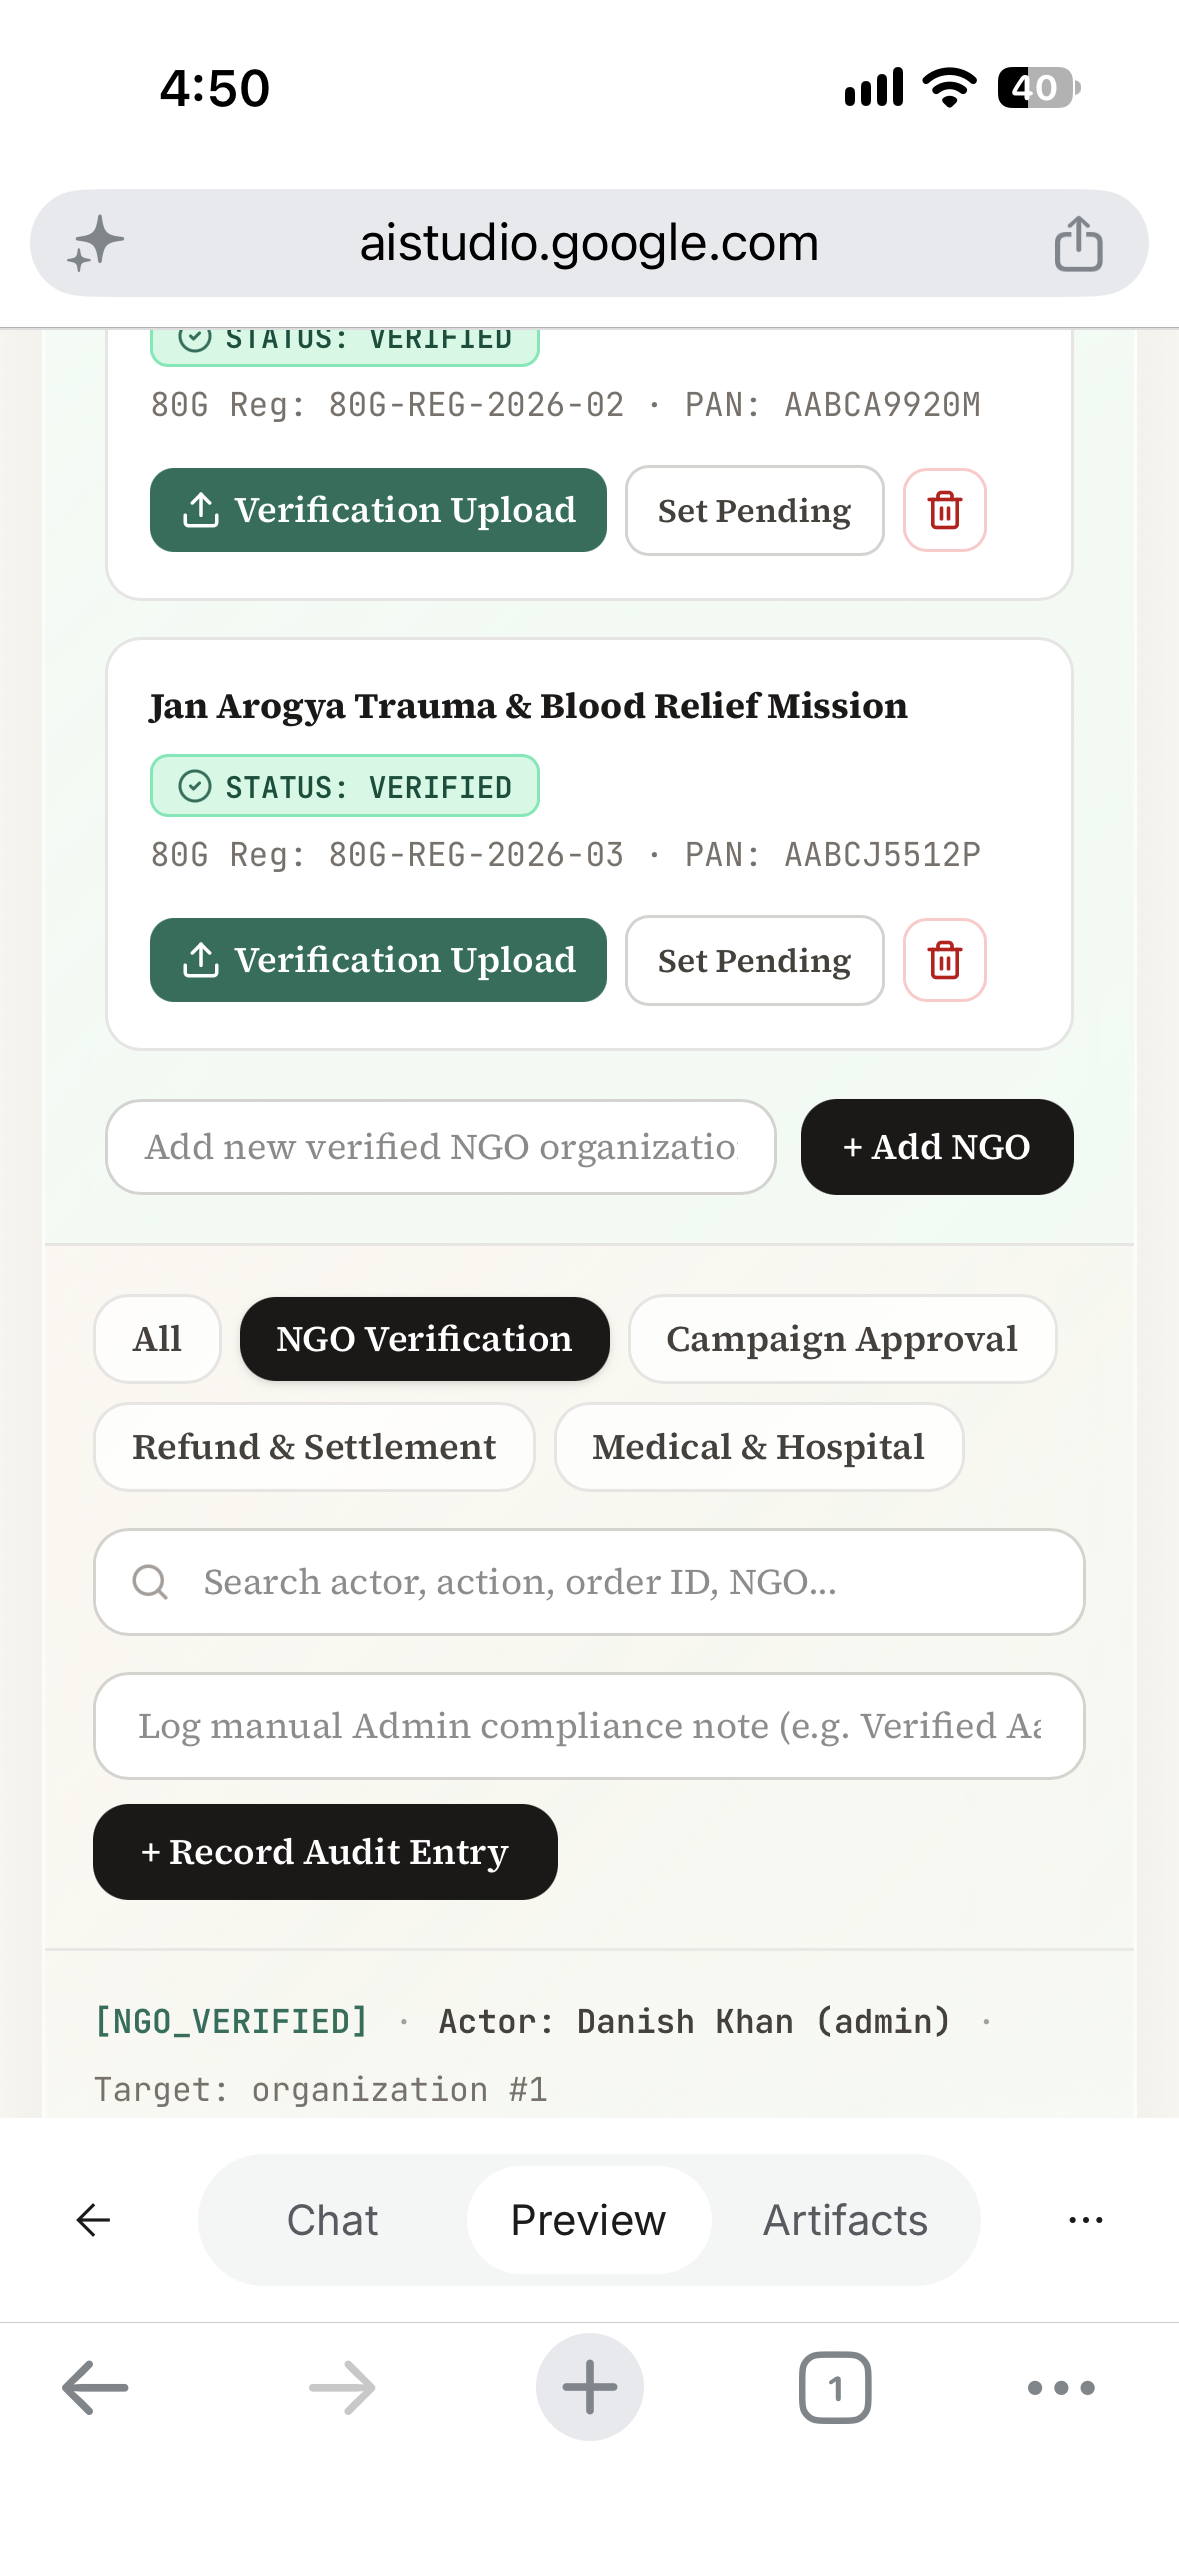 4:50
40
aistudio.google.com
STATUS: VERIFIED
80G Reg: 80G-REG-2026-02 · PAN: AABCA9920M
Verification Upload
Set Pending
Jan Arogya Trauma & Blood Relief Mission
STATUS: VERIFIED
80G Reg: 80G-REG-2026-03 · PAN: AABCJ5512P
Verification Upload
Set Pending
Add new verified NGO organizatio
+ Add NGO
All
NGO Verification
Campaign Approval
Refund & Settlement
Medical & Hospital
Search actor, action, order ID, NGO...
Log manual Admin compliance note (e.g. Verified Aa
+ Record Audit Entry
[NGO_VERIFIED] · Actor: Danish Khan (admin) ·
Target: organization #1
Chat
Preview
Artifacts
1